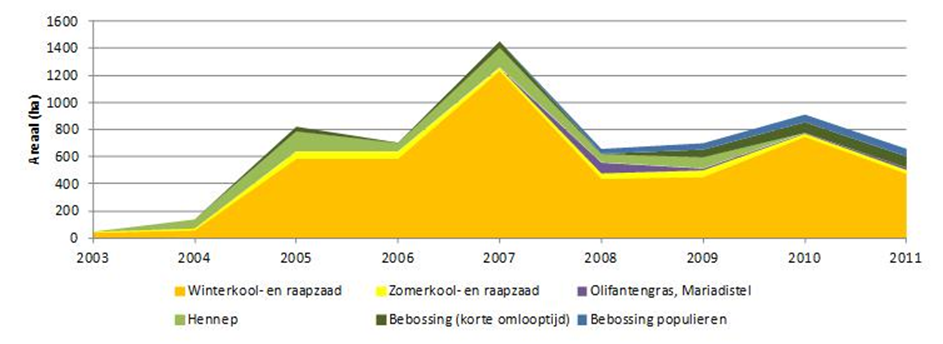 1600
1400
1200
1000
800
600
400
200
0
Areaal (ha)
2003 2004 2005 2006 2007 2008 2009 2010 2011
Winterkool- en raapzaad Zomerkool- en raapzaad Olifantengras, Mariadistel
Hennep Bebossing (korte omlooptijd) Bebossing populieren